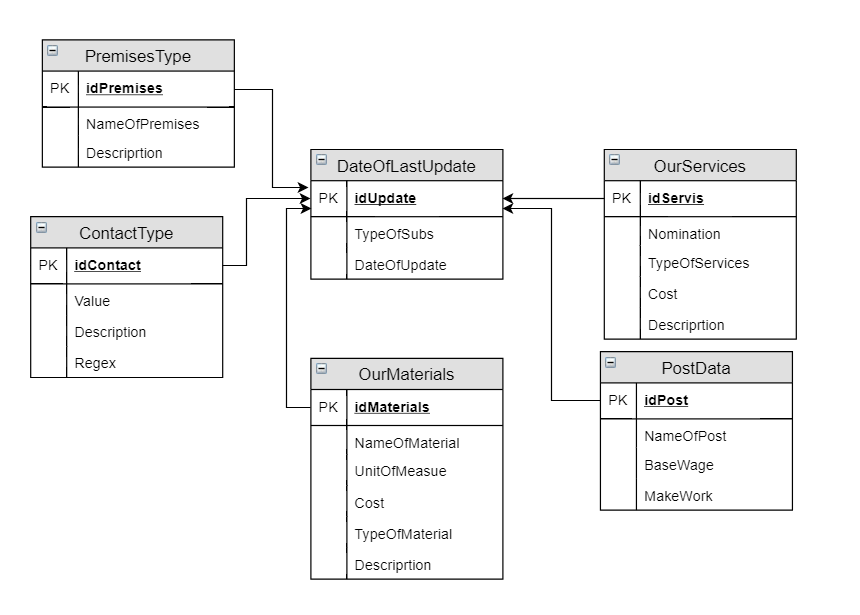 PremisesType
PK idPremises
NameOfPremises
Descriprtion
ContactType
PK idContact
Value
Description
Regex
DateOfLastUpdate
PK idUpdate
TypeOfSubs
DateOfUpdate
OurMaterials
PK idMaterials
NameOfMaterial
UnitOfMeasue
Cost
TypeOfMaterial
Descriprtion
OurServices
PK idServis
Nomination
TypeOfServices
Cost
Descriprtion
PostData
PK idPost
NameOfPost
BaseWage
MakeWork